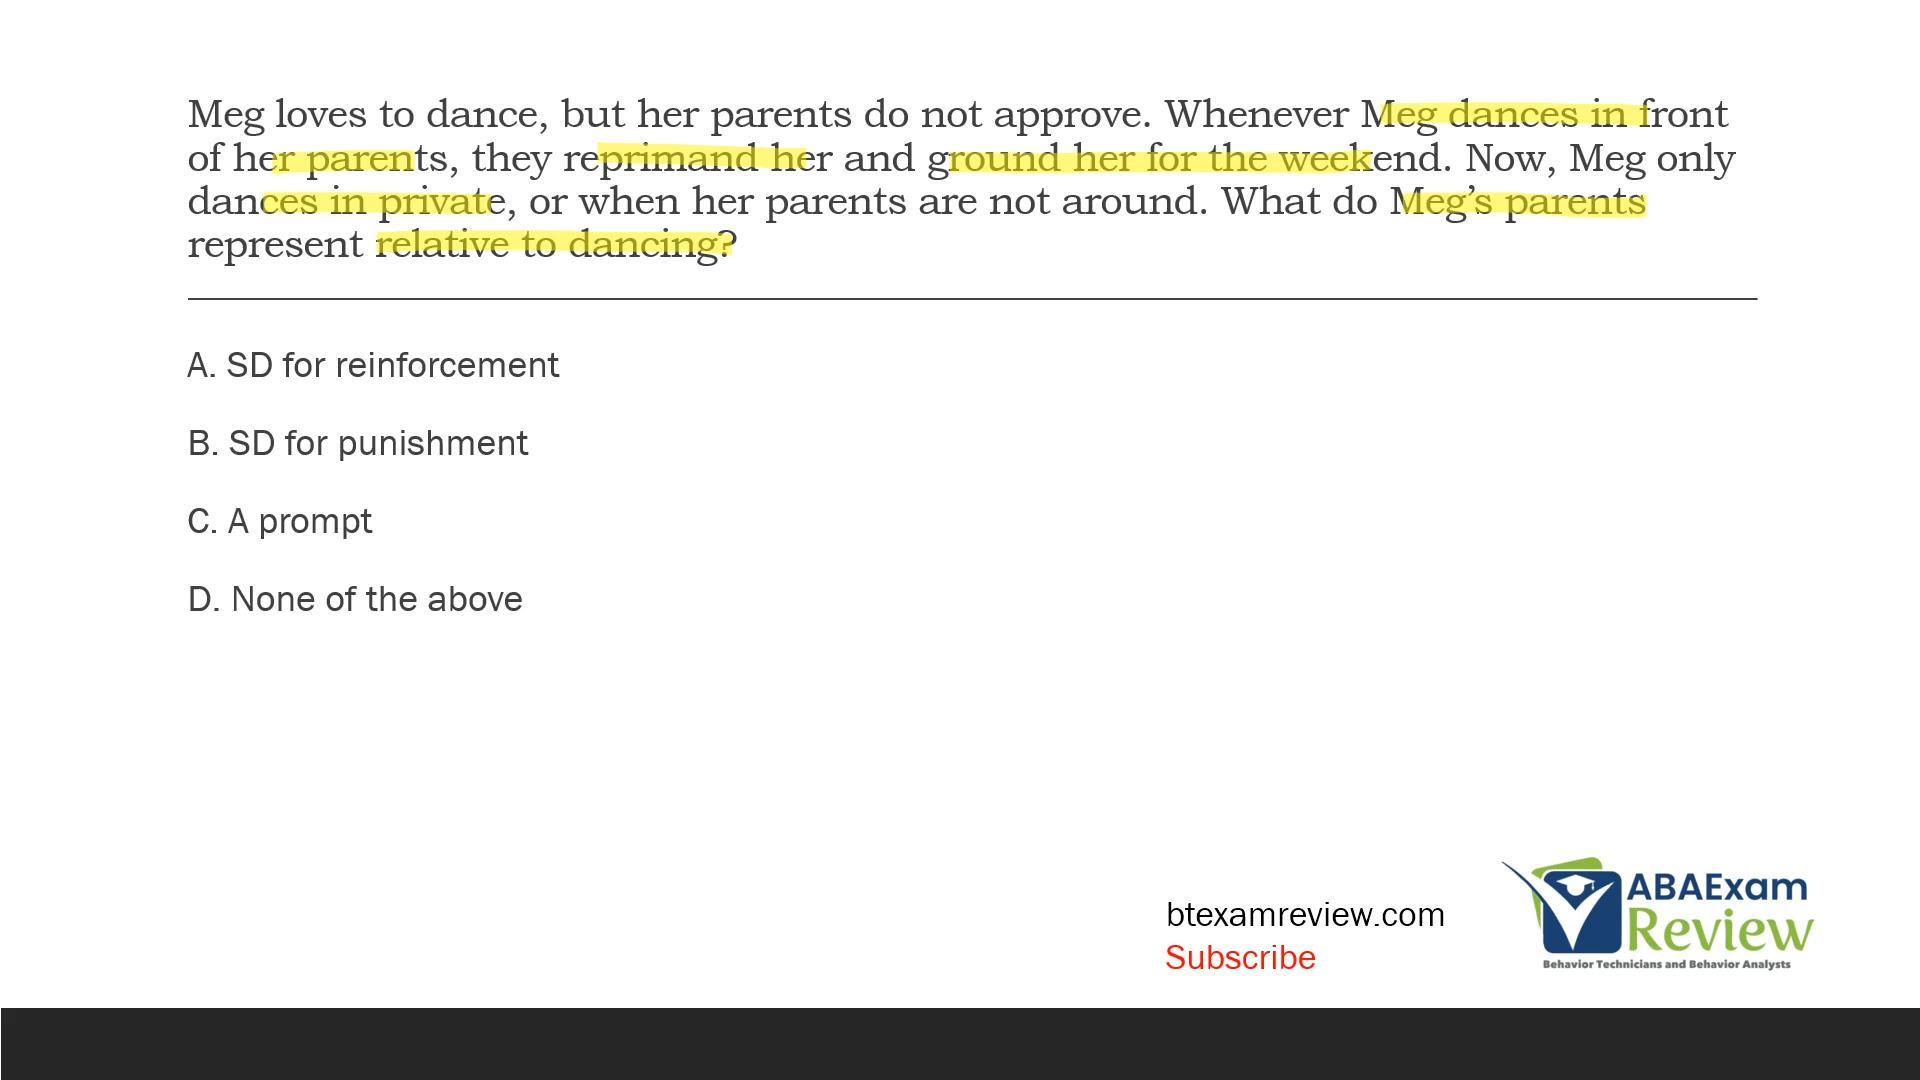 Meg loves to dance, but her parents do not approve. Whenever Meg dances in front
of her parents, they reprimand her and ground her for the weekend. Now, Meg only
dances in private, or when her parents are not around. What do Meg’s parents
represent relative to dancing?
A. SD for reinforcement
B. SD for punishment
C. A prompt
D. None of the above
btexamreview.com
Subscribe
ABAExam
Review
Behavior Technicians and Behavior Analysts